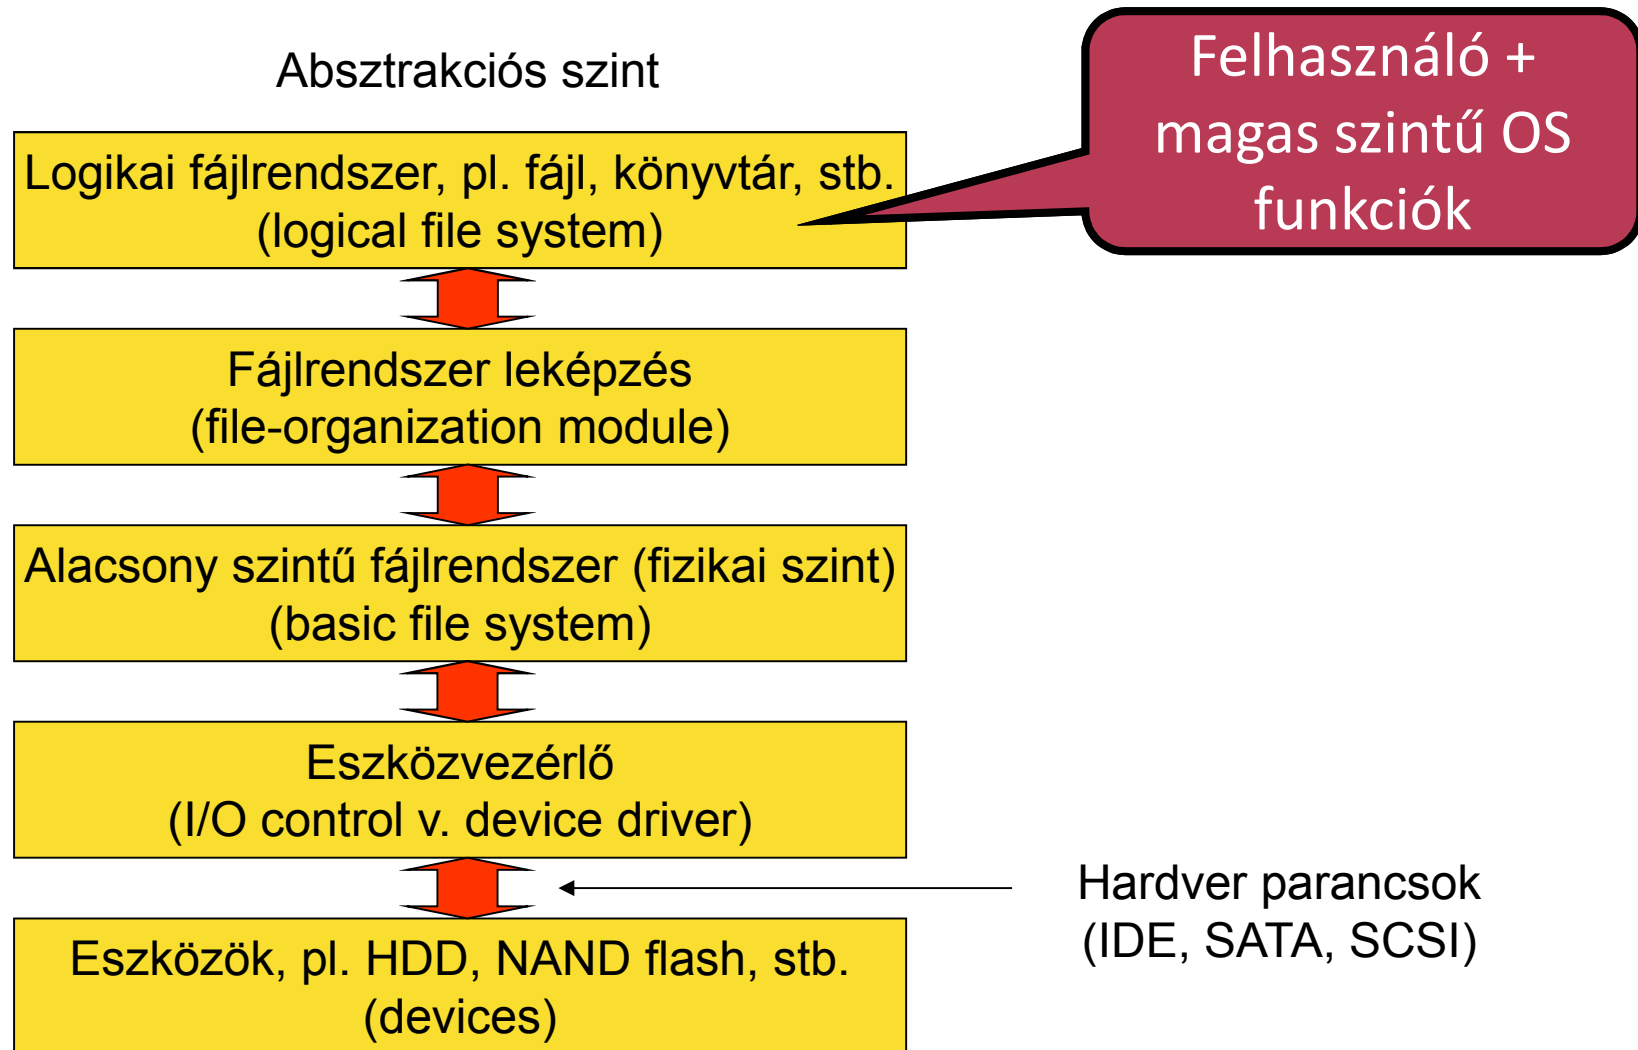 Absztrakciós szint
Felhasználó +
magas szintű OS
funkciók
Logikai fájlrendszer, pl. fájl, könyvtár, stb.
(logical file system)
Fájlrendszer leképzés
(file-organization module)
Alacsony szintű fájlrendszer (fizikai szint)
(basic file system)
Eszközvezérlő
(I/O control v. device driver)
Hardver parancsok
(IDE, SATA, SCSI)
Eszközök, pl. HDD, NAND flash, stb.
(devices)